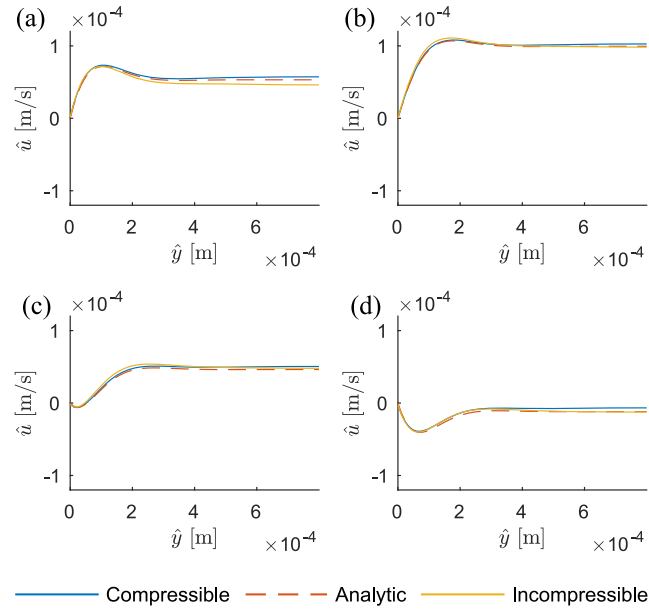 (a)
×10⁻⁴
1
0
-1
û [m/s]
0 2 4 6
ŷ [m]
×10⁻⁴
(b)
×10⁻⁴
1
0
-1
û [m/s]
0 2 4 6
ŷ [m]
×10⁻⁴
(c)
×10⁻⁴
1
0
-1
û [m/s]
0 2 4 6
ŷ [m]
×10⁻⁴
(d)
×10⁻⁴
1
0
-1
û [m/s]
0 2 4 6
ŷ [m]
×10⁻⁴
Compressible Analytic Incompressible